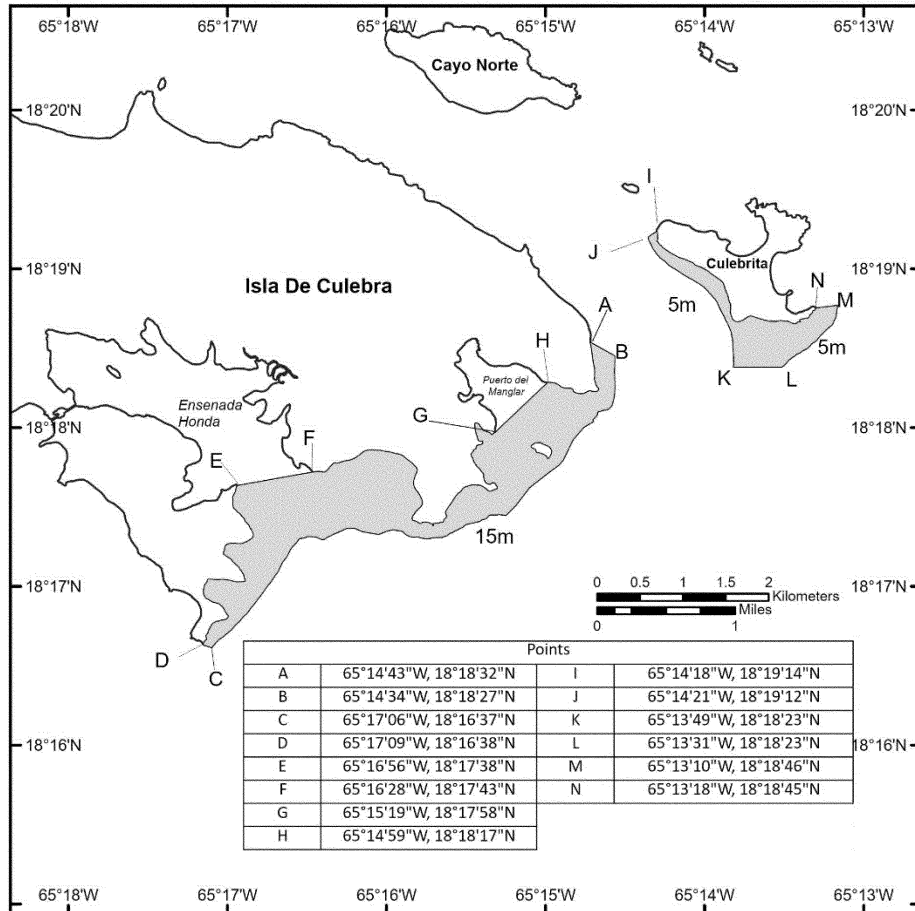 65°18'W 65°17'W 65°16'W 65°15'W 65°14'W 65°13'W
Cayo Norte
18°20'N 18°20'N
I
J
Culebrita
18°19'N 18°19'N
N
M
Isla De Culebra
5m
A
5m
H
B
K
L
Puerto del
Manglar
Ensenada
Honda
G
18°18'N 18°18'N
F
E
15m
18°17'N 18°17'N
0 0.5 1 1.5 2
Kilometers
Miles
0 1
D
C
Points
A 65°14'43"W, 18°18'32"N I 65°14'18"W, 18°19'14"N
B 65°14'34"W, 18°18'27"N J 65°14'21"W, 18°19'12"N
C 65°17'06"W, 18°16'37"N K 65°13'49"W, 18°18'23"N
D 65°17'09"W, 18°16'38"N L 65°13'31"W, 18°18'23"N
E 65°16'56"W, 18°17'38"N M 65°13'10"W, 18°18'46"N
F 65°16'28"W, 18°17'43"N N 65°13'18"W, 18°18'45"N
G 65°15'19"W, 18°17'58"N
H 65°14'59"W, 18°18'17"N
18°16'N 18°16'N
65°18'W 65°17'W 65°16'W 65°15'W 65°14'W 65°13'W